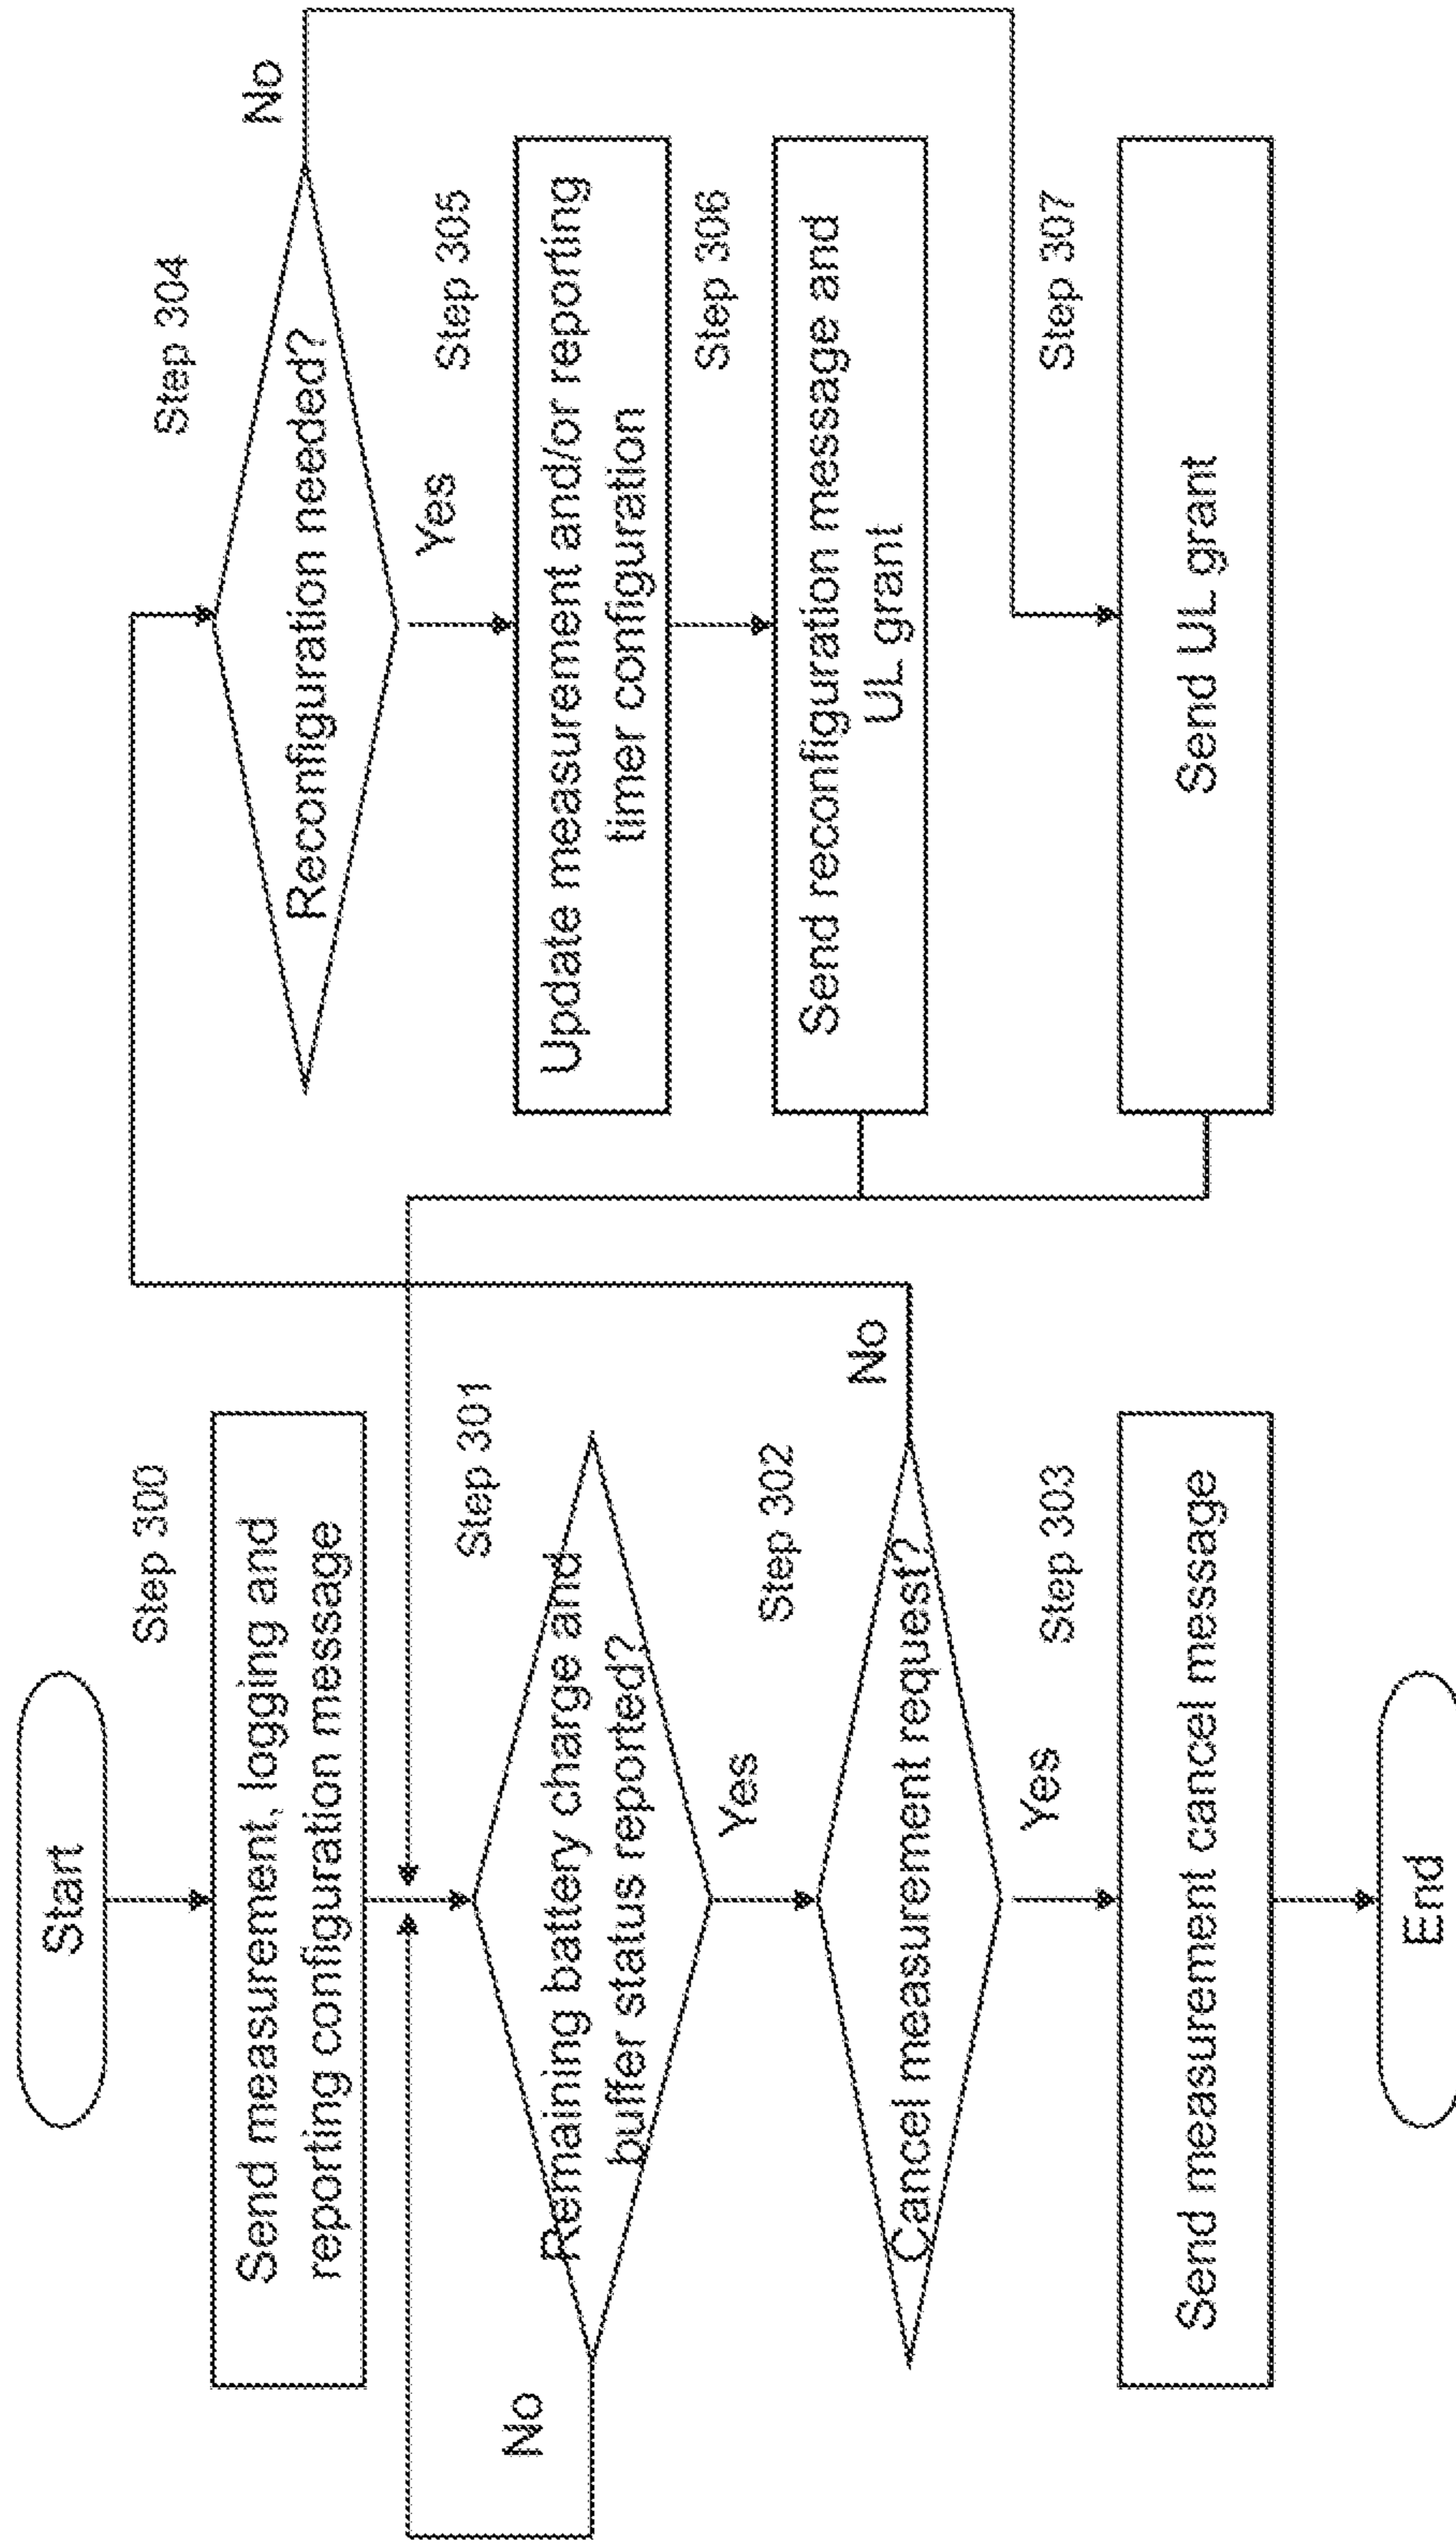 Start
Step 300
Send measurement, logging and
reporting configuration message
Step 301
Remaining battery charge and
buffer status reported?
No
Yes
Step 302
Cancel measurement request?
No
Yes
Step 303
Send measurement cancel message
End
Step 304
Reconfiguration needed?
No
Yes
Step 305
Update measurement and/or reporting
timer configuration
Step 306
Send reconfiguration message and
UL grant
Step 307
Send UL grant